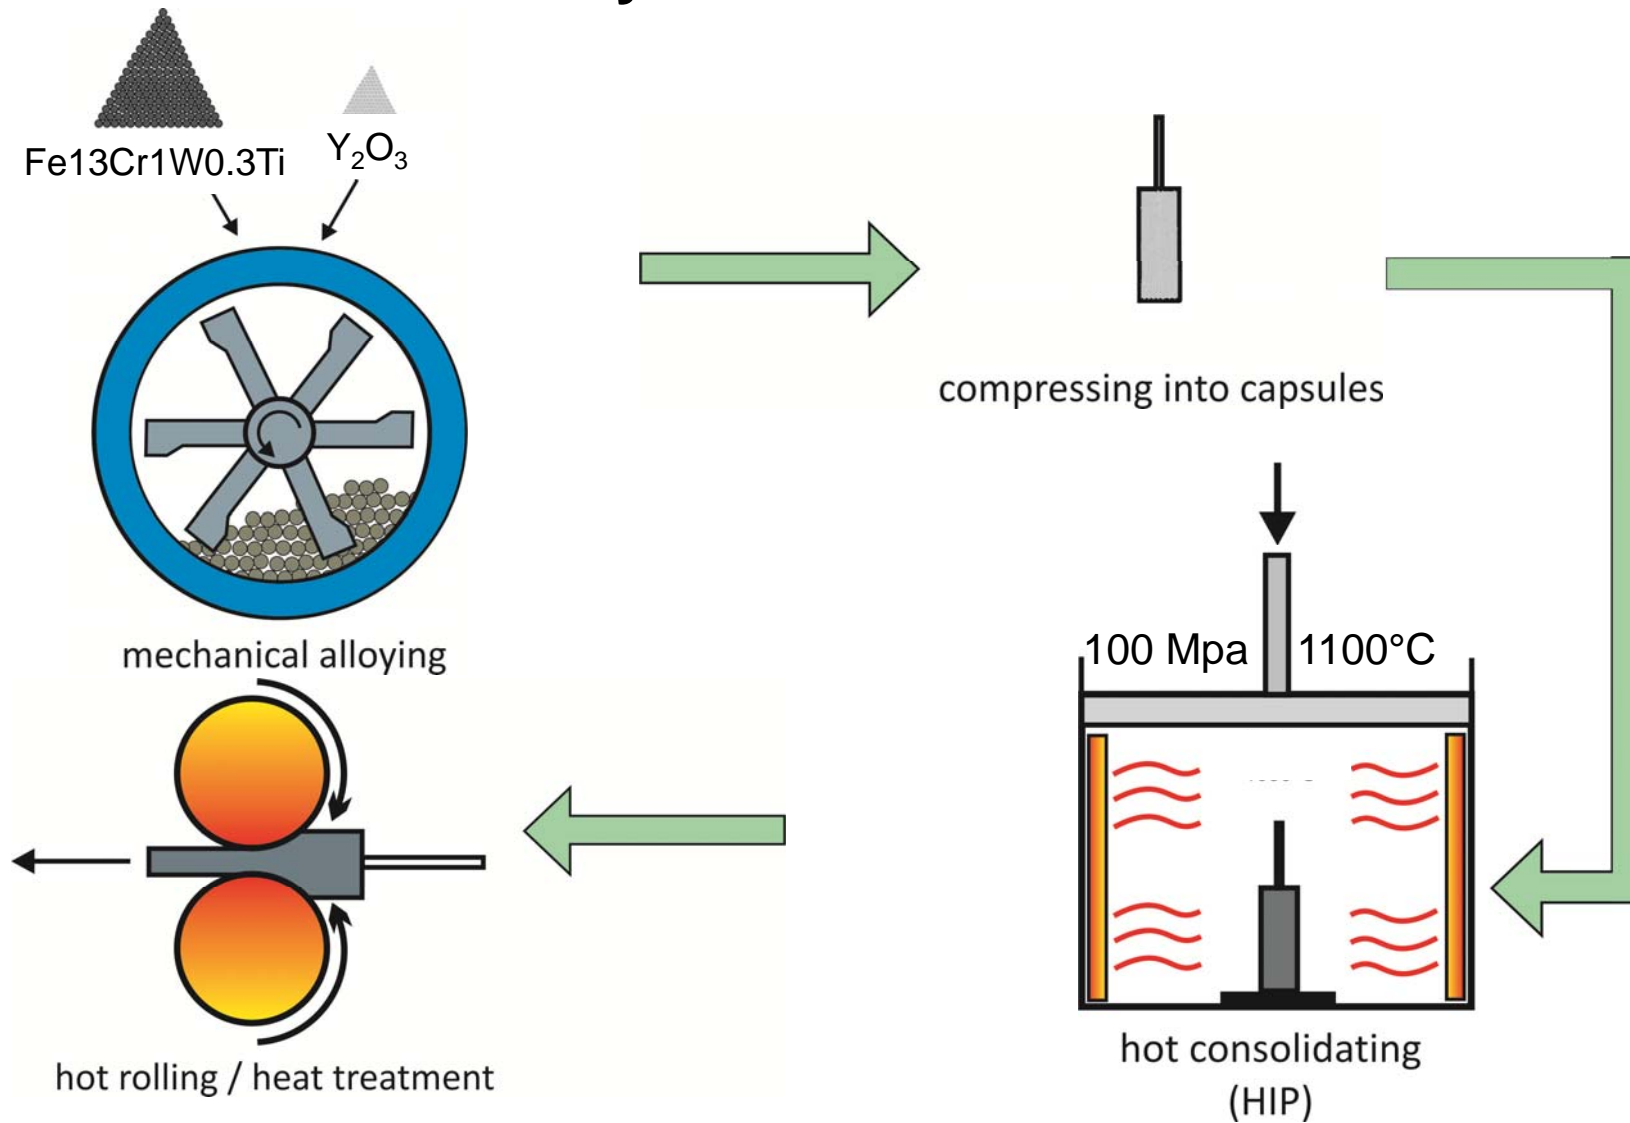 Fe13Cr1W0.3Ti
Y₂O₃
mechanical alloying
compressing into capsules
100 Mpa
1100°C
hot consolidating
(HIP)
hot rolling / heat treatment